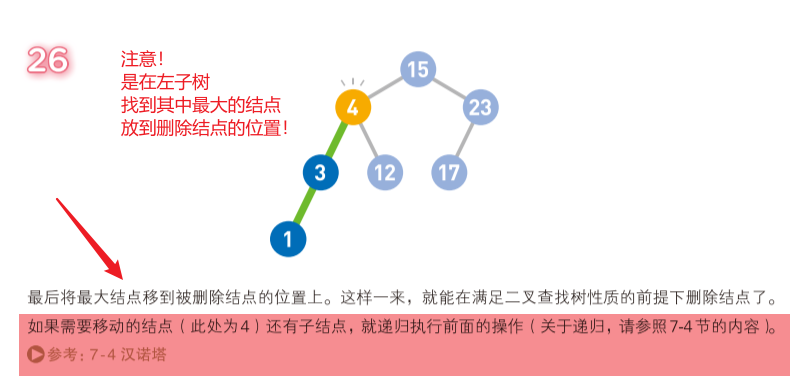 26
注意！
是在左子树
找到其中最大的结点
放到删除结点的位置！
15
4
23
3
12
17
1
最后将最大结点移到被删除结点的位置上。这样一来，就能在满足二叉查找树性质的前提下删除结点了。
如果需要移动的结点（此处为4）还有子结点，就递归执行前面的操作（关于递归，请参照7-4节的内容）。
参考：7-4 汉诺塔